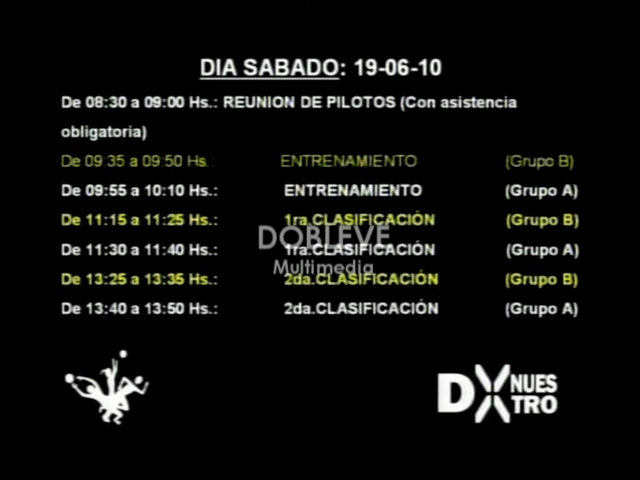 DIA SABADO: 19-06-10
De 08:30 a 09:00 Hs.: REUNION DE PILOTOS (Con asistencia
obligatoria)
De 09:35 a 09:50 Hs.: ENTRENAMIENTO (Grupo B)
De 09:55 a 10:10 Hs.: ENTRENAMIENTO (Grupo A)
De 11:15 a 11:25 Hs.: 1ra.CLASIFICACIÓN (Grupo B)
DOBLEVE
De 11:30 a 11:40 Hs.: 1ra.CLASIFICACIÓN (Grupo A)
Multimedia
De 13:25 a 13:35 Hs.: 2da.CLASIFICACIÓN (Grupo B)
De 13:40 a 13:50 Hs.: 2da.CLASIFICACIÓN (Grupo A)
DX NUES
TRO